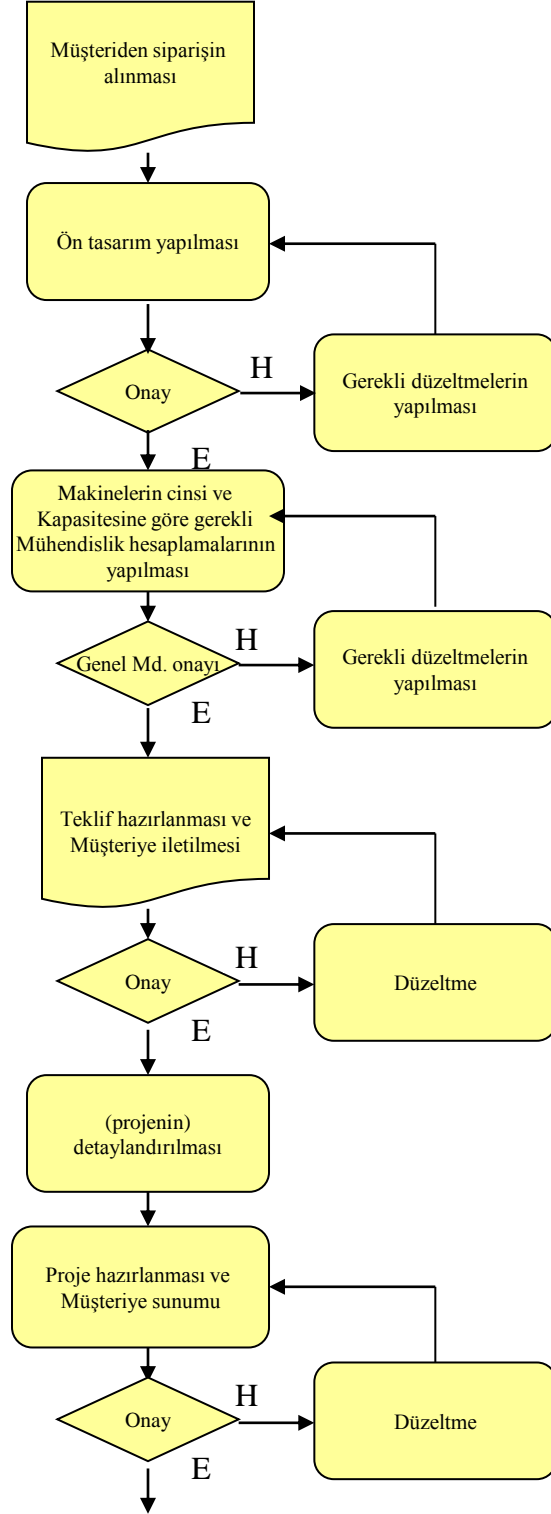 Müşteriden siparişin
alınması
Ön tasarım yapılması
Onay
H
Gerekli düzeltmelerin
yapılması
E
Makinelerin cinsi ve
Kapasitesine göre gerekli
Mühendislik hesaplamalarının
yapılması
Genel Md. onayı
H
Gerekli düzeltmelerin
yapılması
E
Teklif hazırlanması ve
Müşteriye iletilmesi
Onay
H
Düzeltme
E
(projenin)
detaylandırılması
Proje hazırlanması ve
Müşteriye sunumu
Onay
H
Düzeltme
E